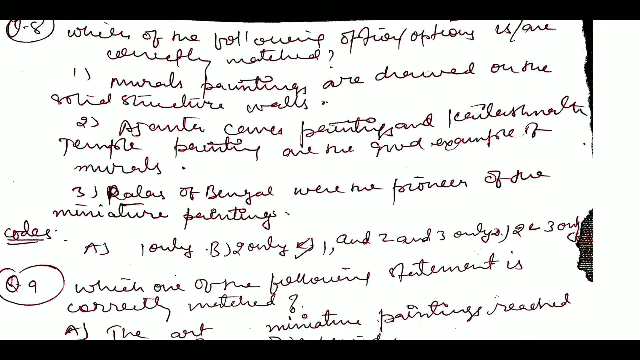 Q.8 which of the following option/options is/are
correctly matched?
1) murals paintings are drawed on the
solid structure walls.
2) Ajanta caves paintings and Kailashnath
Temple painting are the good example of
murals.
3) Palas of Bengal were the pioneer of the
miniature paintings.
codes
A) 1 only B) 2 only C) 1, and 2 and 3 only D) 2 & 3 only
Q 9 which one of the following statement is
correctly matched?
A) The art miniature paintings reached